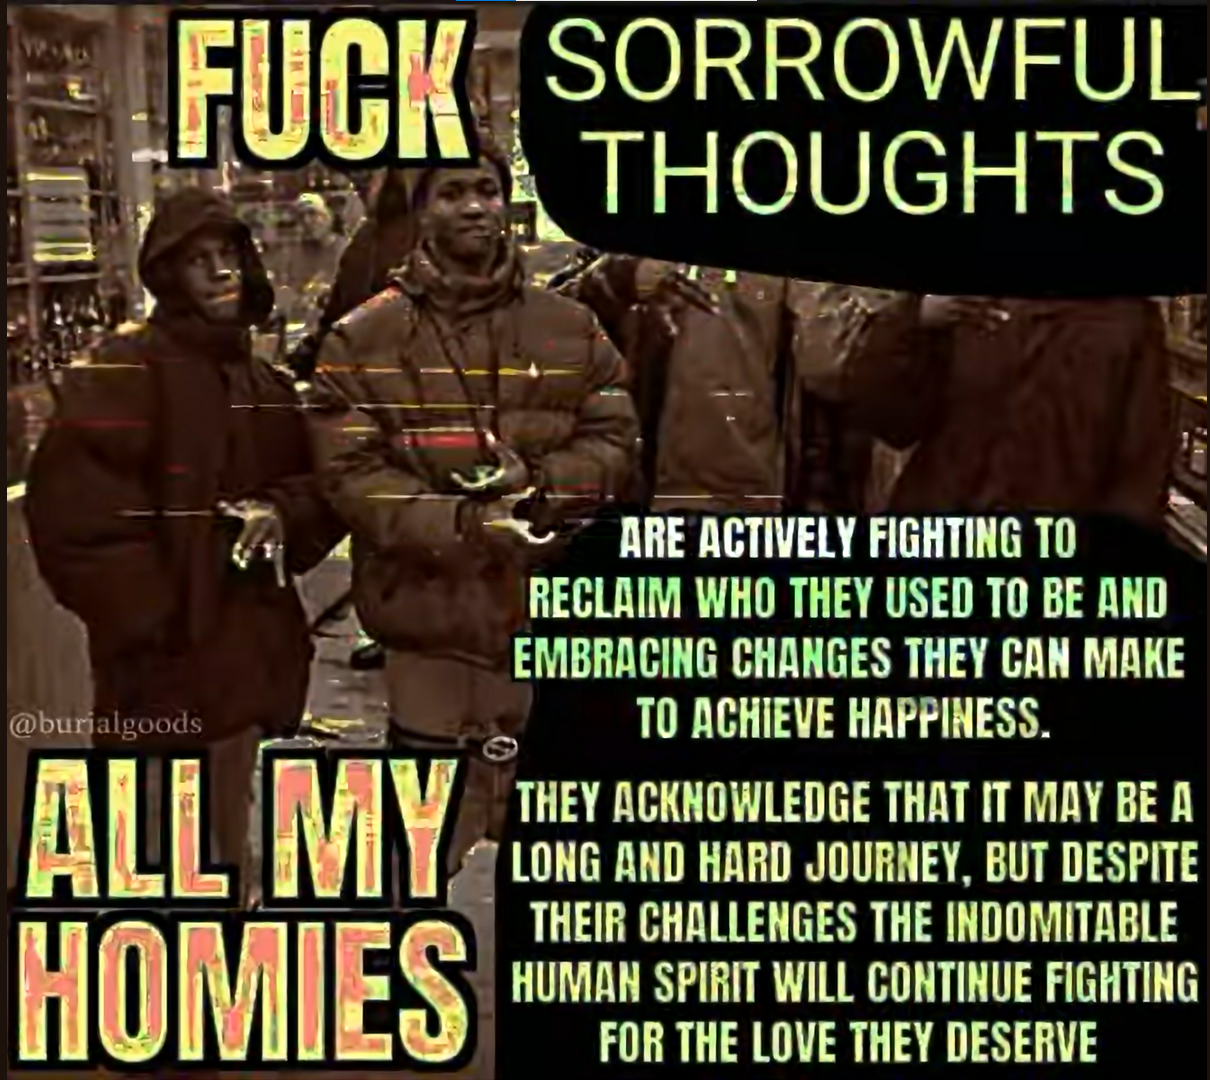 FUCK
SORROWFUL
THOUGHTS
ARE ACTIVELY FIGHTING TO
RECLAIM WHO THEY USED TO BE AND
EMBRACING CHANGES THEY CAN MAKE
TO ACHIEVE HAPPINESS.
@burialgoods
ALL MY
HOMIES
THEY ACKNOWLEDGE THAT IT MAY BE A
LONG AND HARD JOURNEY, BUT DESPITE
THEIR CHALLENGES THE INDOMITABLE
HUMAN SPIRIT WILL CONTINUE FIGHTING
FOR THE LOVE THEY DESERVE